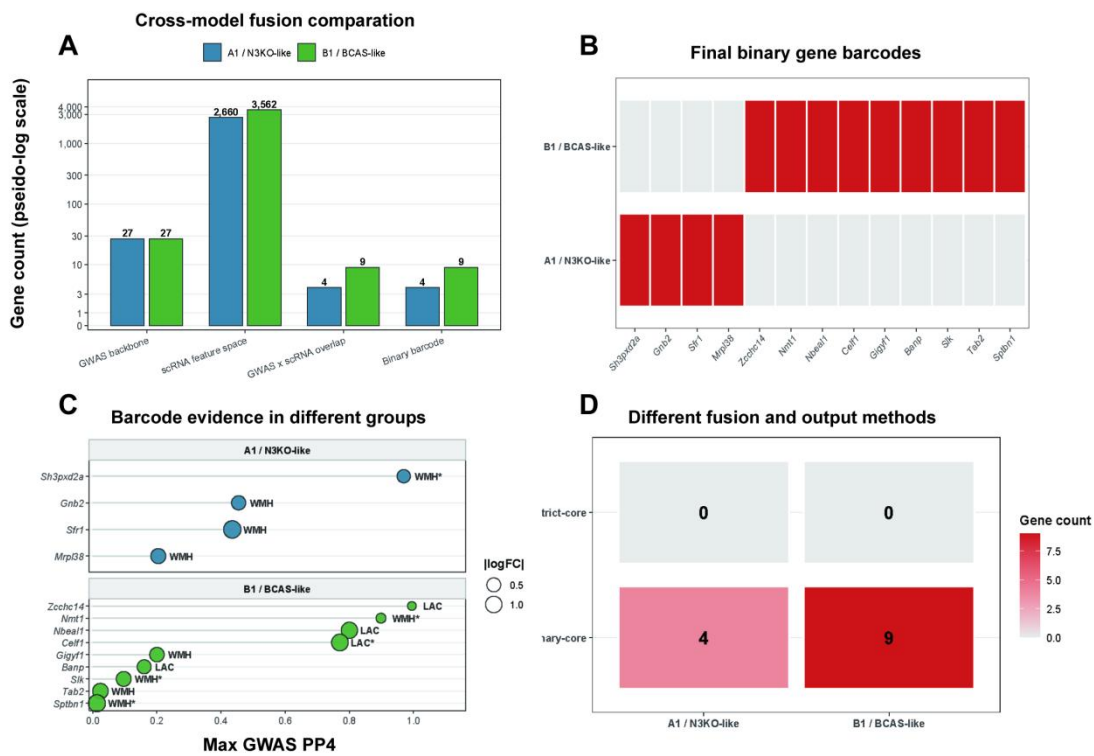 Cross-model fusion comparation
A
A1 / N3KO-like
B1 / BCAS-like
Gene count (pseido-log scale)
4,000
3,000
1,000
300
100
30
10
3
1
0
27
27
2,660
3,562
4
9
4
9
GWAS backbone
scRNA feature space
GWAS x scRNA overlap
Binary barcode
B
Final binary gene barcodes
B1 / BCAS-like
A1 / N3KO-like
Sh3pxd2a
Gnb2
Sfr1
Mrpl38
Zcchc14
Nmt1
Nbeal1
Celf1
Gigyf1
Banp
Slk
Tab2
Sptbn1
C
Barcode evidence in different groups
A1 / N3KO-like
Sh3pxd2a
WMH*
Gnb2
WMH
Sfr1
WMH
Mrpl38
WMH
B1 / BCAS-like
Zcchc14
LAC
Nmt1
WMH*
Nbeal1
LAC
Celf1
LAC*
Gigyf1
WMH
Banp
LAC
Slk
WMH*
Tab2
WMH
Sptbn1
WMH*
0.0
0.2
0.4
0.6
0.8
1.0
Max GWAS PP4
|logFC|
0.5
1.0
D
Different fusion and output methods
trict-core
0
0
nary-core
4
9
A1 / N3KO-like
B1 / BCAS-like
Gene count
7.5
5.0
2.5
0.0